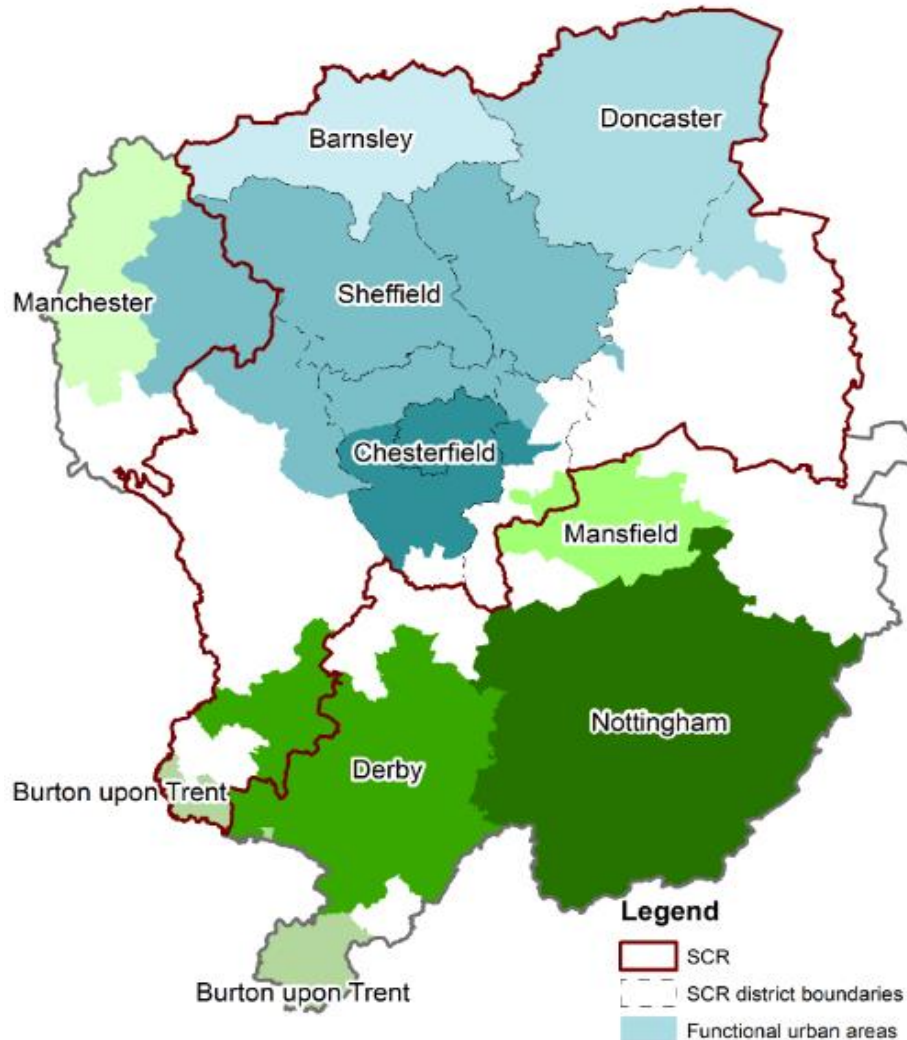 Barnsley
Doncaster
Manchester
Sheffield
Chesterfield
Mansfield
Nottingham
Derby
Burton upon Trent
Burton upon Trent
Legend
SCR
SCR district boundaries
Functional urban areas